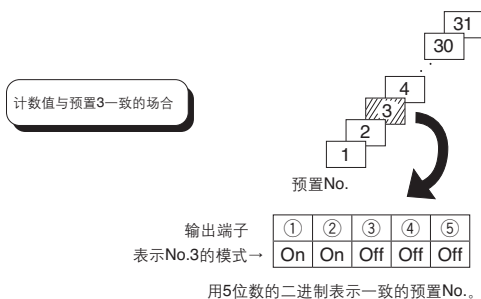 31
30
4
计数值与预置3一致的场合
3
2
1
预置No.
输出端子 ① ② ③ ④ ⑤
表示No.3的模式→ On On Off Off Off
用5位数的二进制表示一致的预置No.。